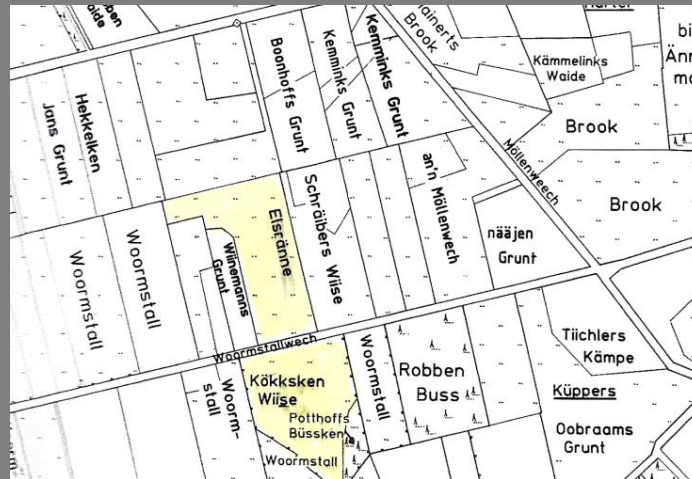 Brook
Kämmelinks
Waide
Brook
Brook
Möllenweech
Kemminks Grunt
Kemminks Grunt
Boonhoffs
Grunt
Hekkelken
Jans Grunt
an'n Möllenwech
nääjen
Grunt
Schräibers Wiise
Elsränne
Wiinemanns
Grunt
Woormstall
Woormstall
Woormstallwech
Tiichlers
Kämpe
Küppers
Oobraams
Grunt
Robben
Buss
Woormstall
Kökksken
Wiise
Potthoffs
Büssken
Woormstall
Woorm-
stall